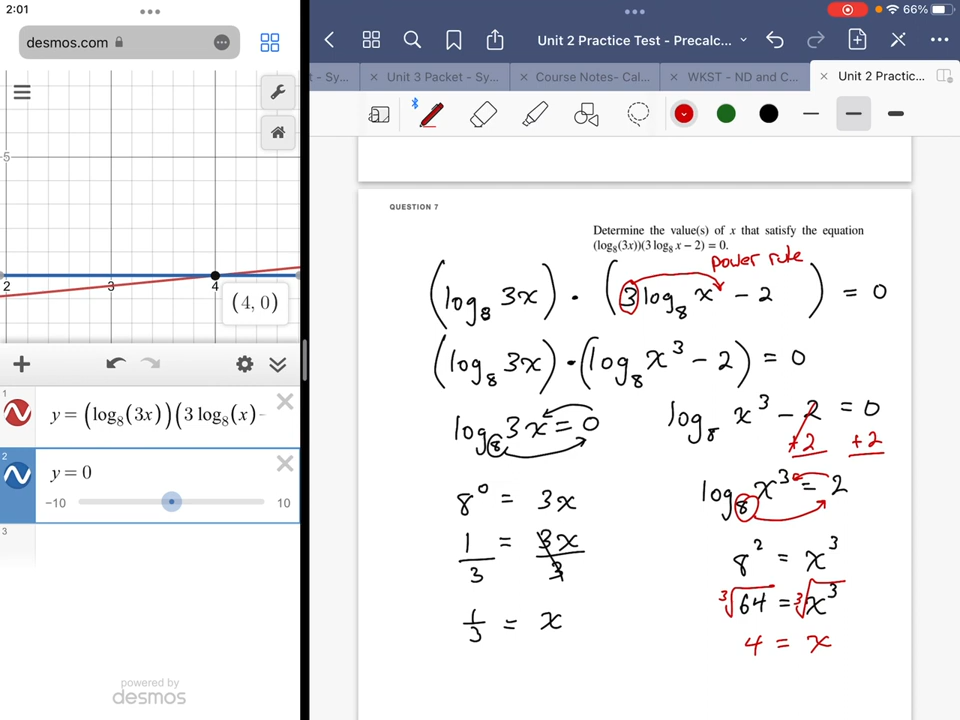 2:01
66%
desmos.com
Unit 2 Practice Test - Precalc...
t - Sy...
Unit 3 Packet - Sy...
Course Notes- Cal...
WKST - ND and C...
Unit 2 Practic...
5
2
3
4
(4, 0)
1
y = (log₈(3x))(3 log₈(x) -
2
y = 0
-10
10
3
powered by
desmos
QUESTION 7
Determine the value(s) of x that satisfy the equation
(log₈(3x))(3 log₈ x − 2) = 0.
power rule
(log₈ 3x) · (3 log₈ x − 2) = 0
(log₈ 3x) · (log₈ x³ − 2) = 0
log₈ 3x = 0
8⁰ = 3x
1/3 = 3x/3
1/3 = x
log₈ x³ − 2 = 0
+2 +2
log₈ x³ = 2
8² = x³
∛64 = ∛x³
4 = x